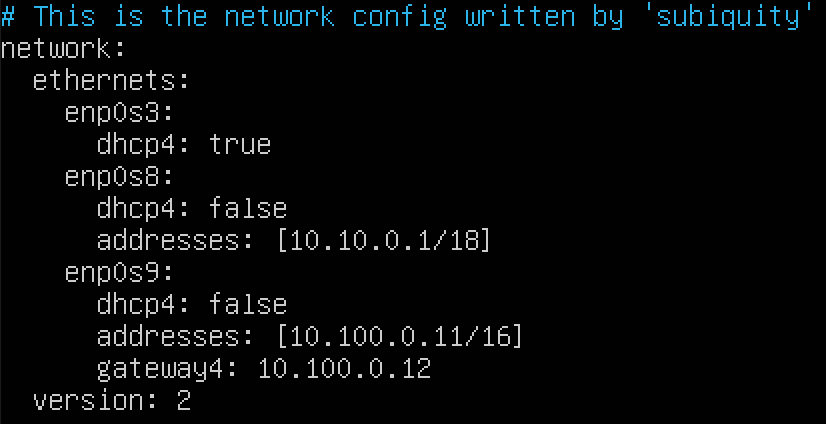 # This is the network config written by 'subiquity'
network:
  ethernets:
    enp0s3:
      dhcp4: true
    enp0s8:
      dhcp4: false
      addresses: [10.10.0.1/18]
    enp0s9:
      dhcp4: false
      addresses: [10.100.0.11/16]
      gateway4: 10.100.0.12
  version: 2